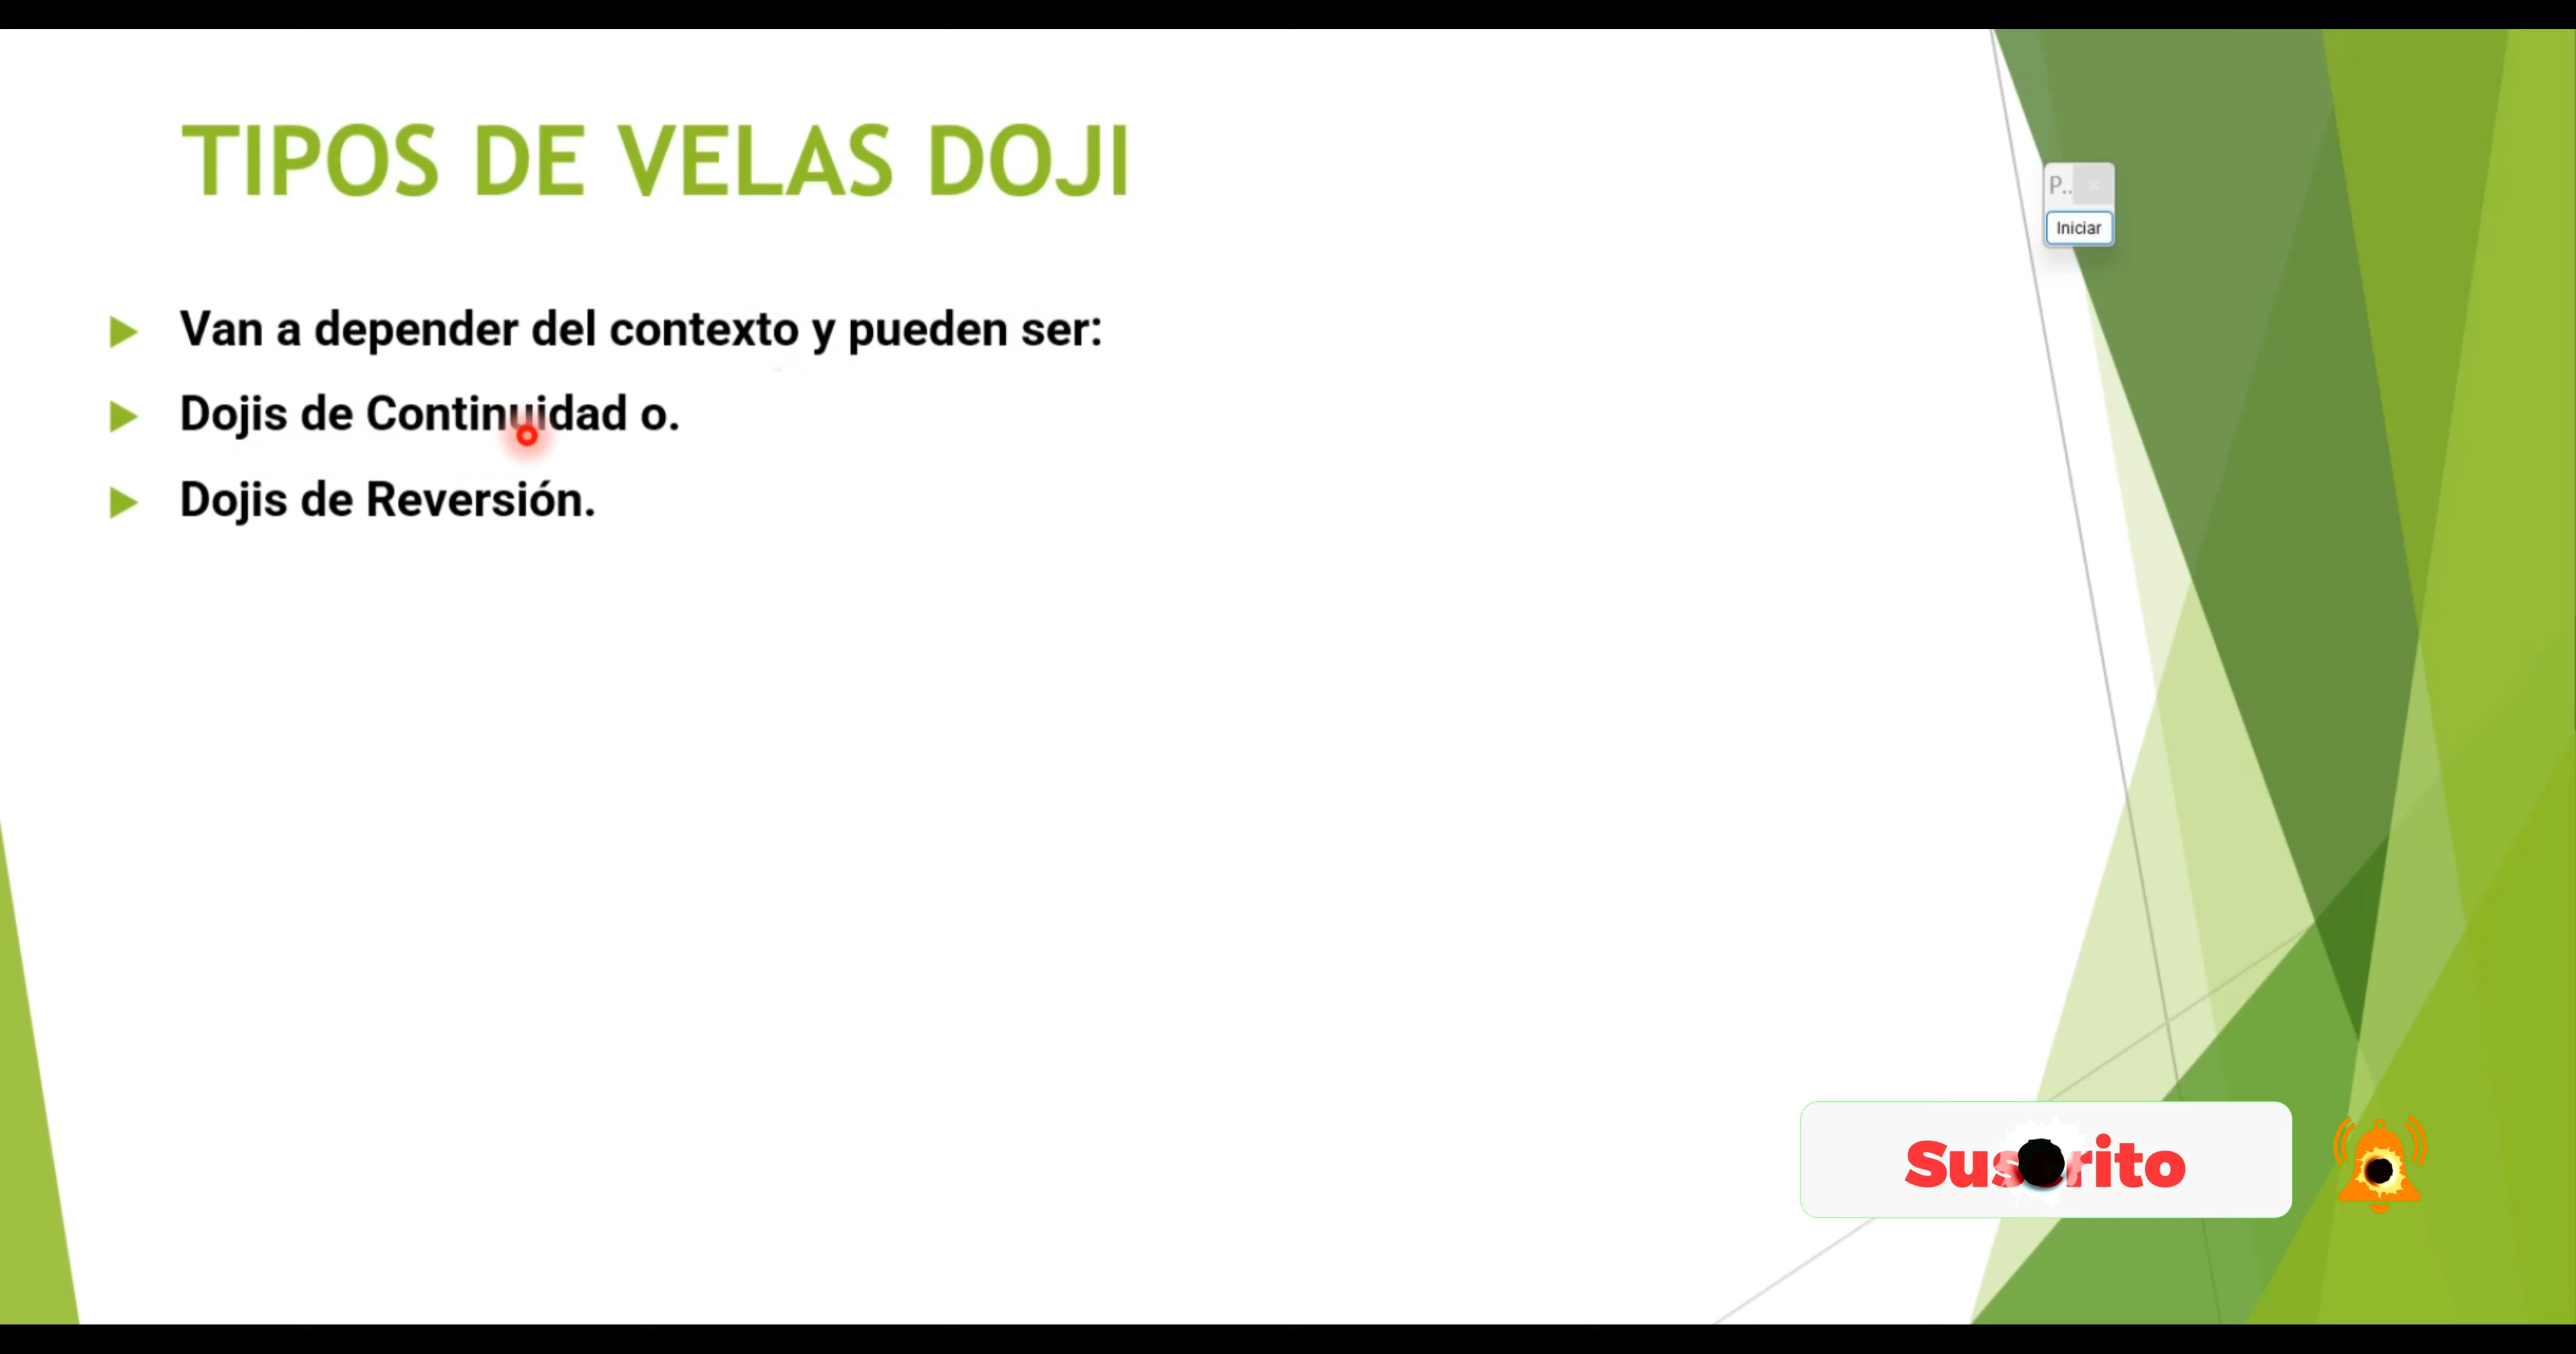 TIPOS DE VELAS DOJI
P..
Iniciar
Van a depender del contexto y pueden ser:
Dojis de Continuidad o.
Dojis de Reversión.
Suscrito